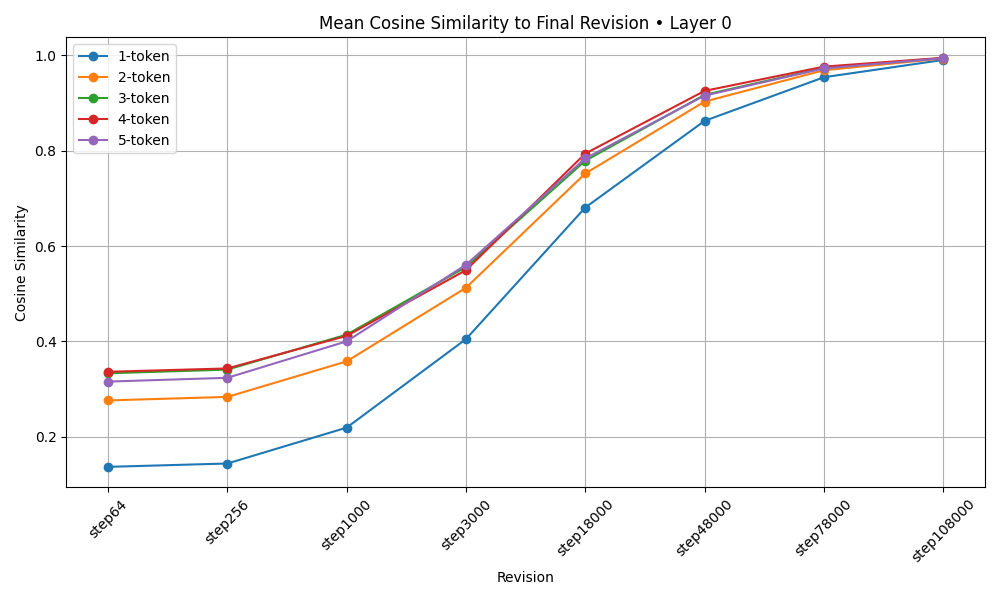 Mean Cosine Similarity to Final Revision • Layer 0
1-token
2-token
3-token
4-token
5-token
Cosine Similarity
1.0
0.8
0.6
0.4
0.2
step64
step256
step1000
step3000
step18000
step48000
step78000
step108000
Revision